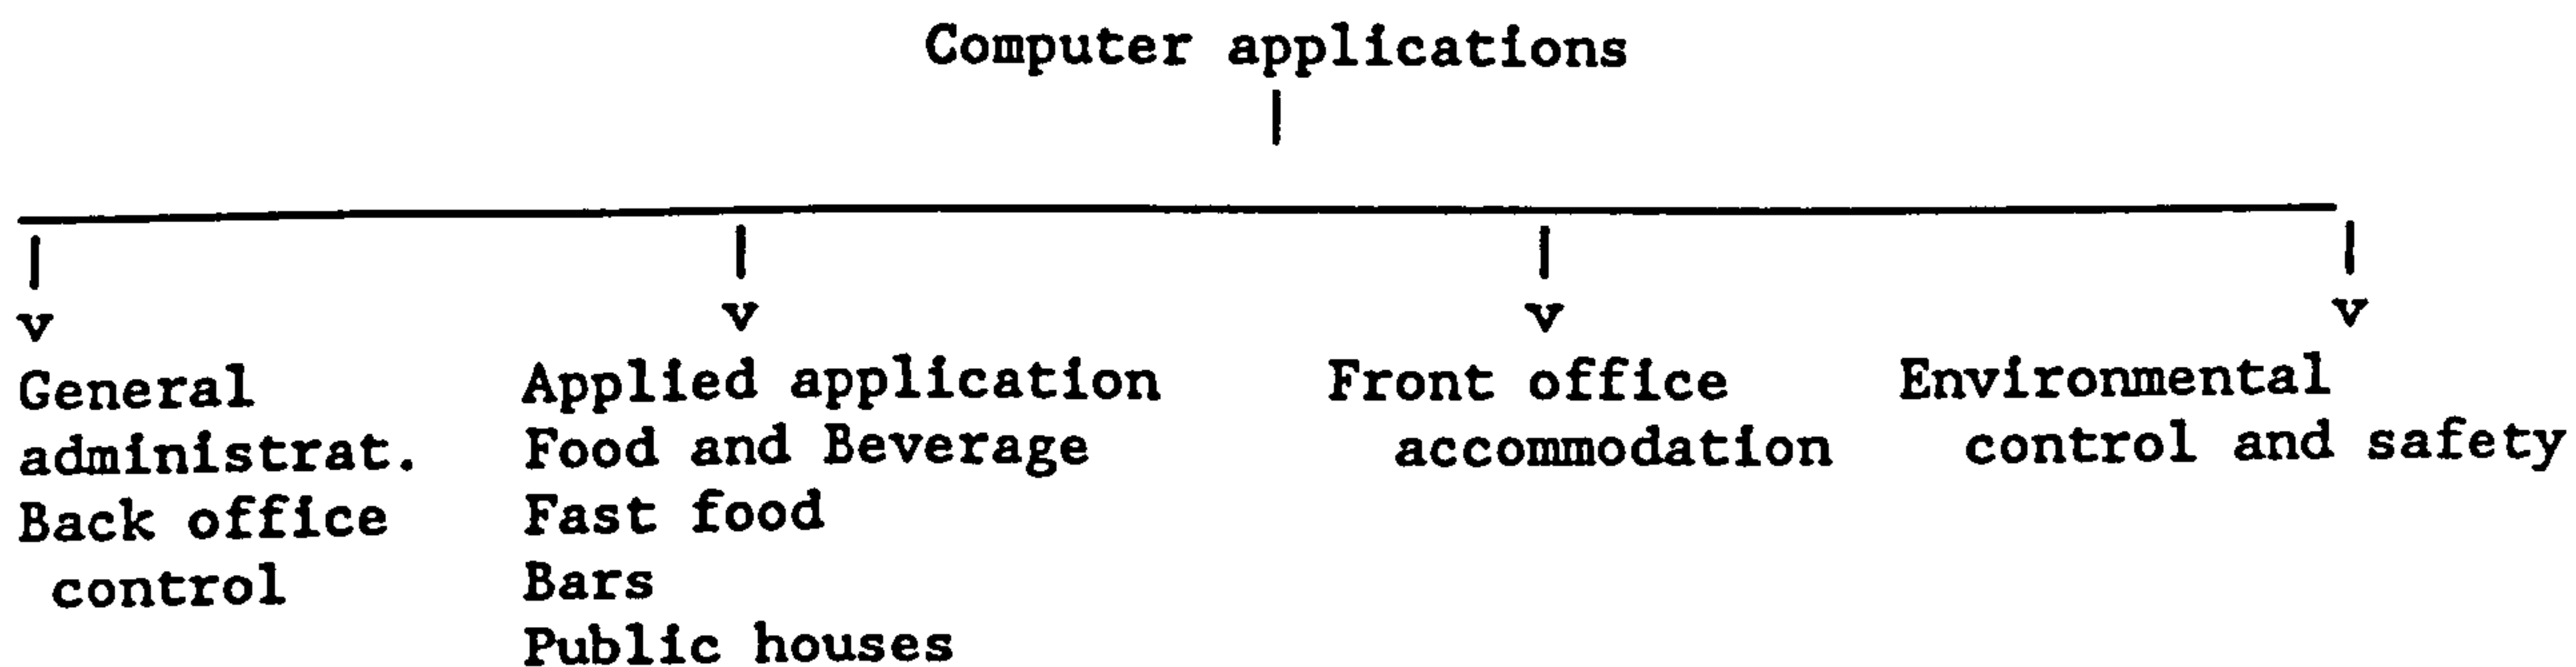 Computer applications
General
administrat.
Back office
control
Applied application
Food and Beverage
Fast food
Bars
Public houses
Front office
accommodation
Environmental
control and safety